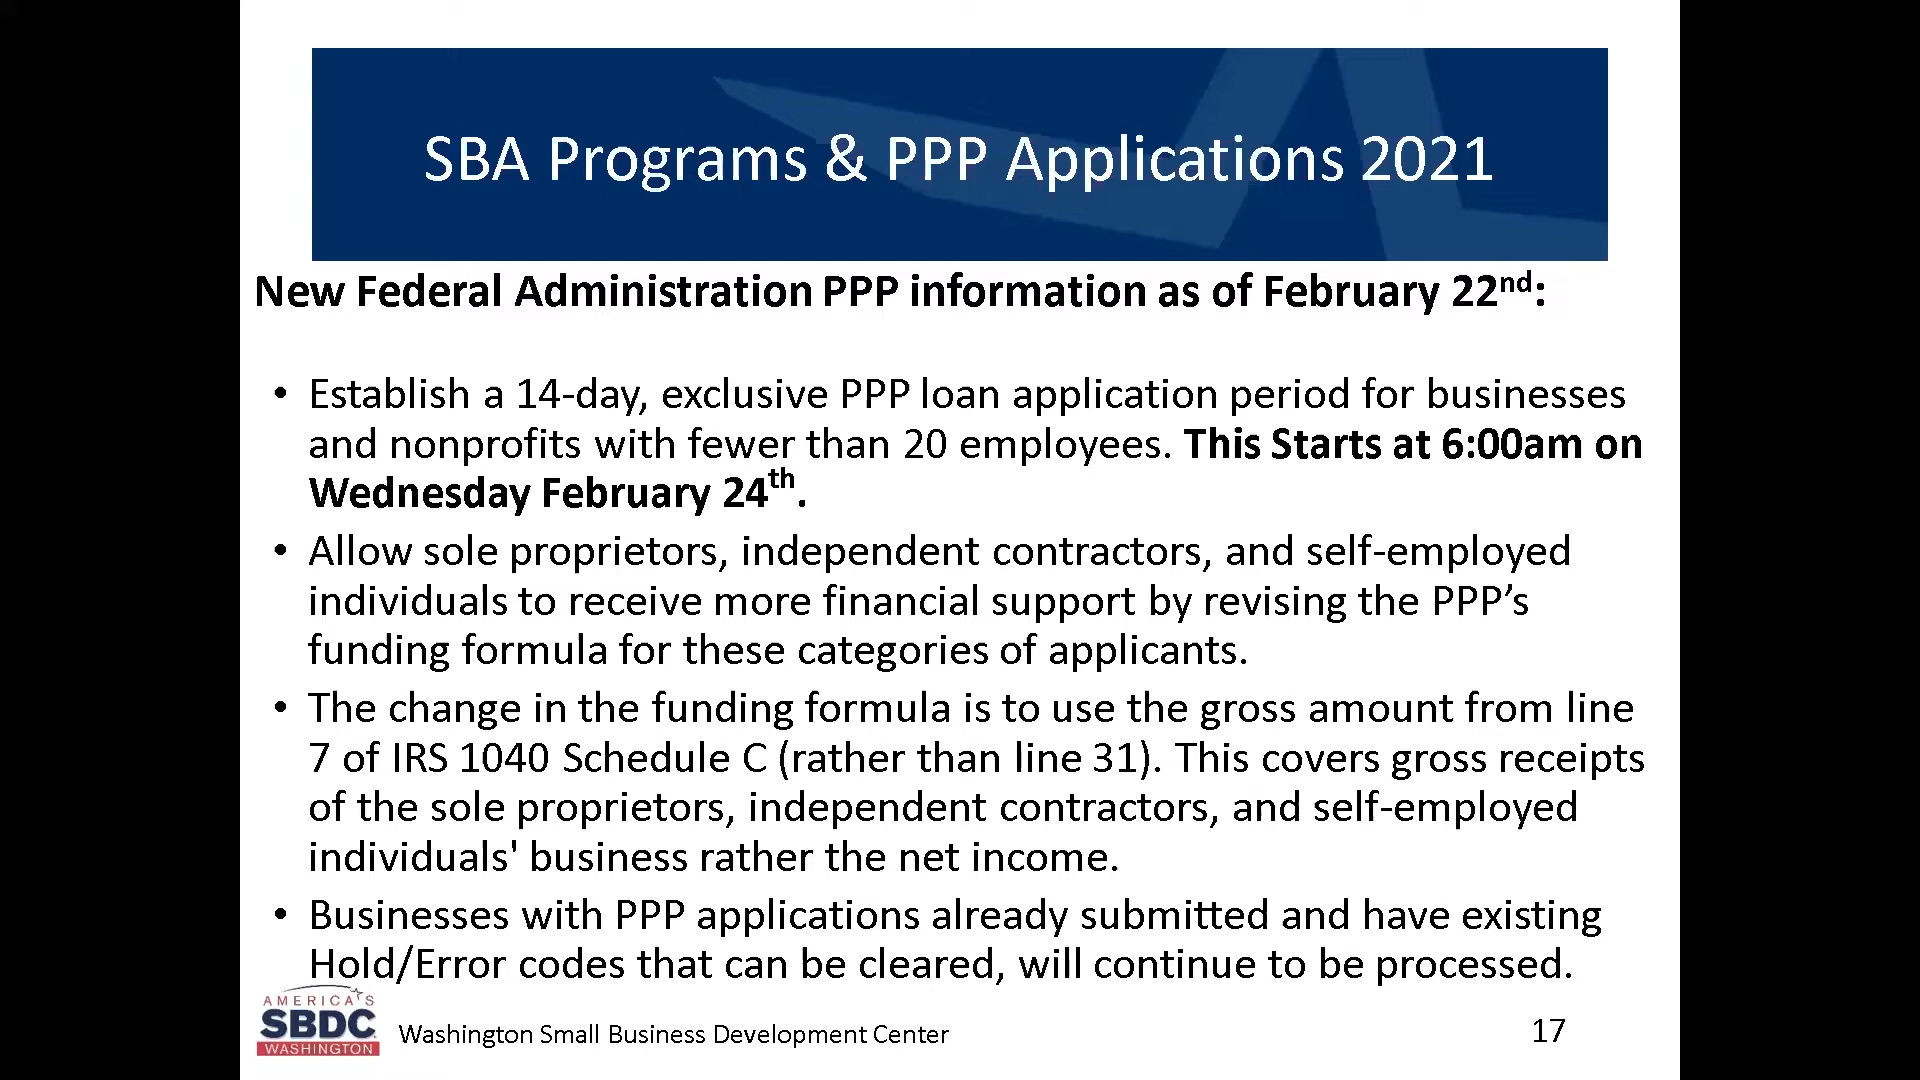 SBA Programs & PPP Applications 2021
New Federal Administration PPP information as of February 22nd:
• Establish a 14-day, exclusive PPP loan application period for businesses
and nonprofits with fewer than 20 employees. This Starts at 6:00am on
Wednesday February 24th.
• Allow sole proprietors, independent contractors, and self-employed
individuals to receive more financial support by revising the PPP’s
funding formula for these categories of applicants.
• The change in the funding formula is to use the gross amount from line
7 of IRS 1040 Schedule C (rather than line 31). This covers gross receipts
of the sole proprietors, independent contractors, and self-employed
individuals' business rather the net income.
• Businesses with PPP applications already submitted and have existing
Hold/Error codes that can be cleared, will continue to be processed.
AMERICA'S
SBDC
WASHINGTON
Washington Small Business Development Center
17